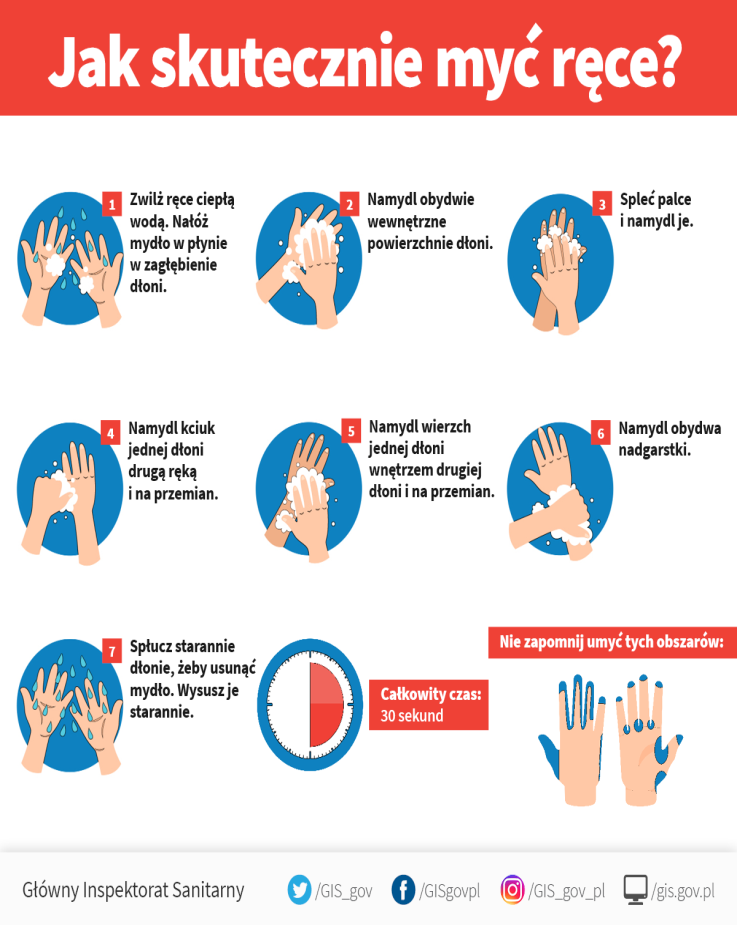 Jak skutecznie myć ręce?
1
Zwilż ręce ciepłą
wodą. Nałóż
mydło w płynie
w zagłębienie
dłoni.
2
Namydl obydwie
wewnętrzne
powierzchnie dłoni.
3
Spleć palce
i namydl je.
4
Namydl kciuk
jednej dłoni
drugą ręką
i na przemian.
5
Namydl wierzch
jednej dłoni
wnętrzem drugiej
dłoni i na przemian.
6
Namydl obydwa
nadgarstki.
7
Spłucz starannie
dłonie, żeby usunąć
mydło. Wysusz je
starannie.
Całkowity czas:
30 sekund
Nie zapomnij umyć tych obszarów:
Główny Inspektorat Sanitarny
/GIS_gov
/GISgovpl
/GIS_gov_pl
/gis.gov.pl